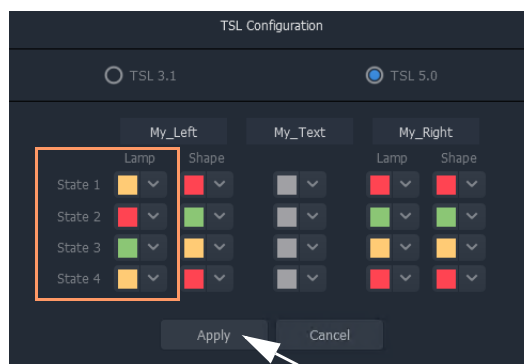 TSL Configuration
TSL 3.1 TSL 5.0
My_Left My_Text My_Right
Lamp Shape Lamp Shape
State 1
State 2
State 3
State 4
Apply Cancel